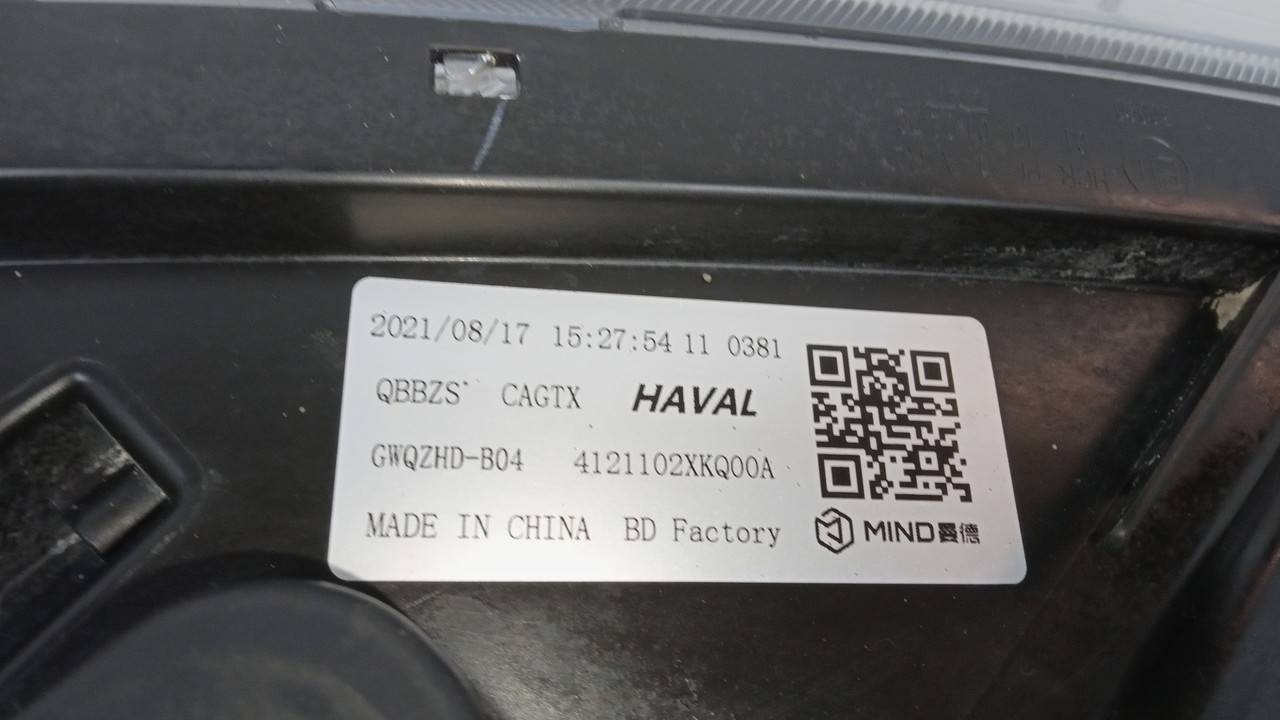 2021/08/17 15:27:54 11 0381
QBBZS CAGTX HAVAL
GWQZHD-B04 4121102XKQ00A
MADE IN CHINA BD Factory
MIND曼德